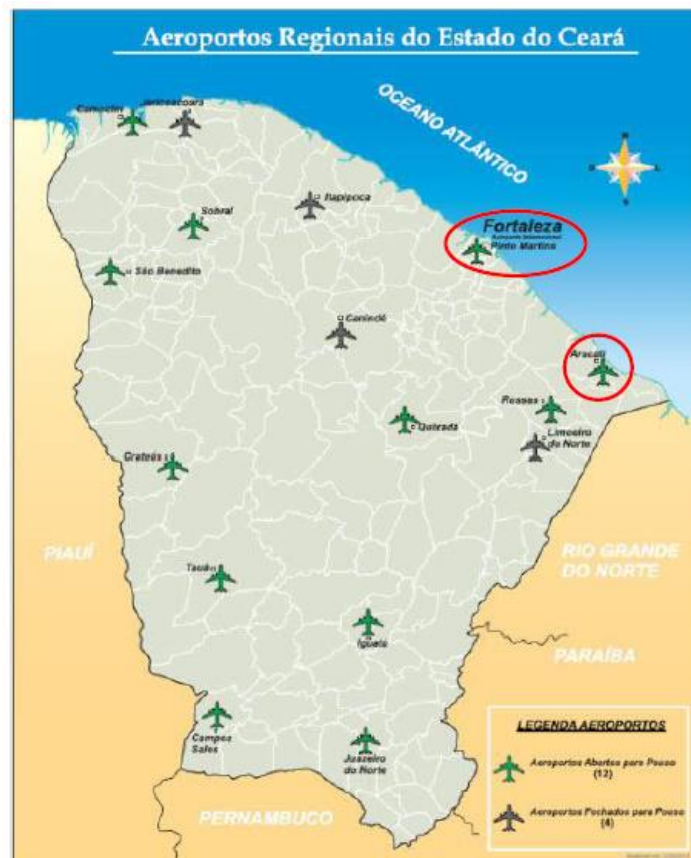 Aeroportos Regionais do Estado do Ceará
OCEANO ATLÂNTICO
Camocim
Jericoacoara
Itapipoca
Sobral
Fortaleza
Aeroporto Internacional
Pinto Martins
São Benedito
Canindé
Aracati
Russas
Quixadá
Limoeiro
do Norte
Crateús
PIAUÍ
RIO GRANDE
DO NORTE
Tauá
Iguatu
PARAÍBA
Campos
Sales
Juazeiro
do Norte
PERNAMBUCO
LEGENDA AEROPORTOS
Aeroportos Abertos para Pouso
(12)
Aeroportos Fechados para Pouso
(4)